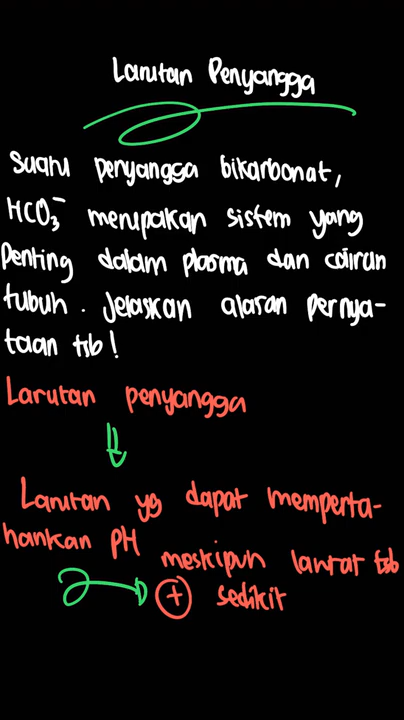 Larutan Penyangga
Suatu penyangga bikarbonat,
HCO₃⁻ merupakan sistem yang
Penting dalam plasma dan cairan
tubuh. Jelaskan alasan pernya-
taan tsb!
Larutan penyangga
Larutan yg dapat memperta-
hankan PH meskipun larutan tsb
+ sedikit